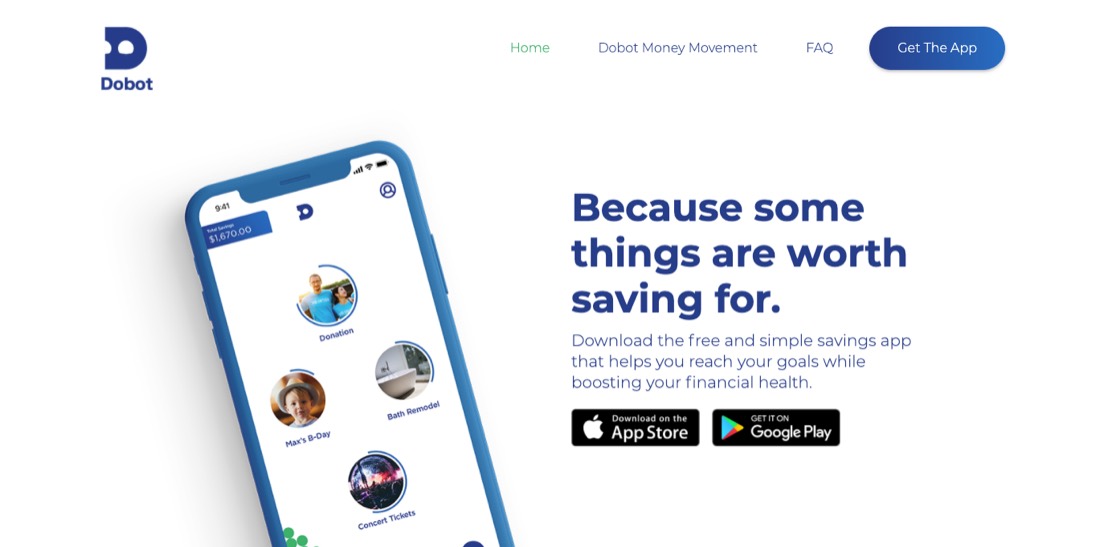 Dobot
Home
Dobot Money Movement
FAQ
Get The App
9:41
Total Savings
$1,670.00
Donation
Bath Remodel
Max's B-Day
Concert Tickets
Because some
things are worth
saving for.
Download the free and simple savings app
that helps you reach your goals while
boosting your financial health.
Download on the
App Store
GET IT ON
Google Play